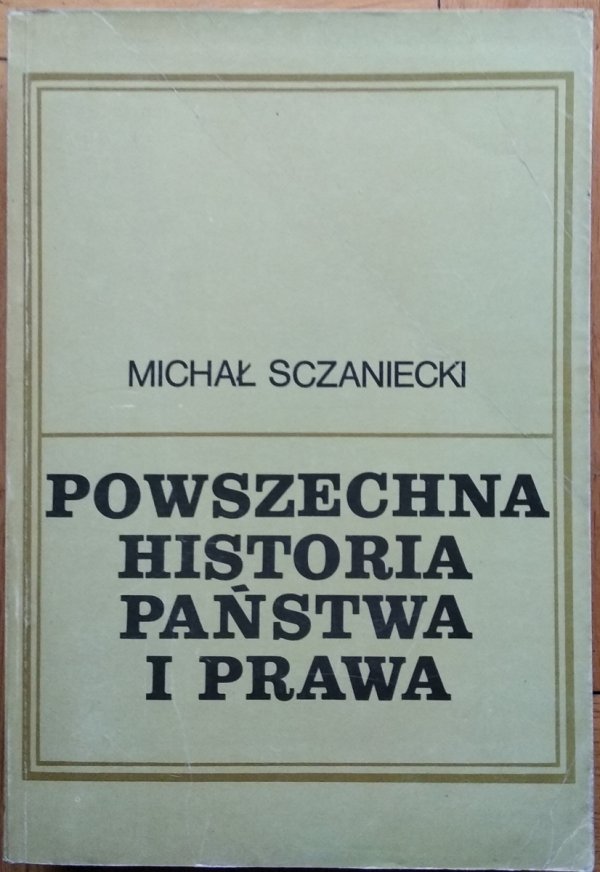 MICHAŁ SCZANIECKI
POWSZECHNA
HISTORIA
PAŃSTWA
I PRAWA